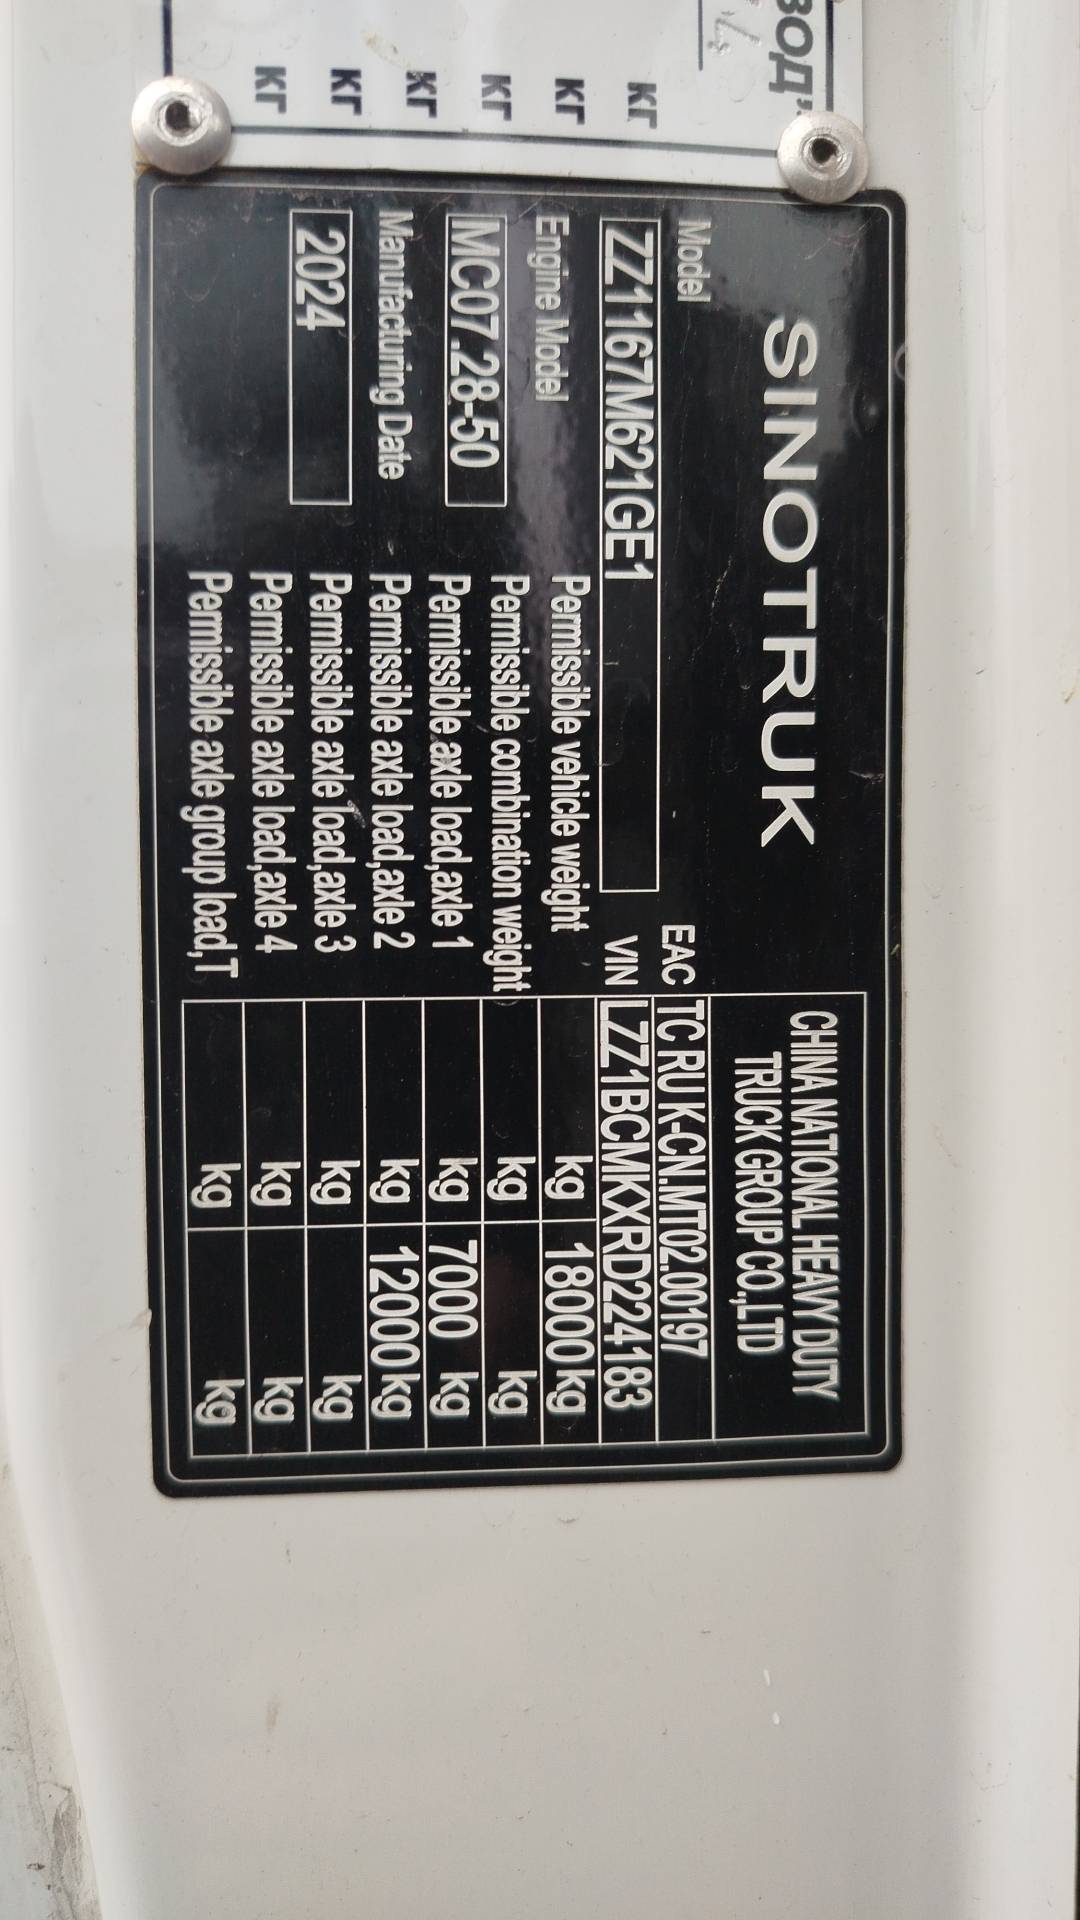 ВОД"
кг
кг
кг
кг
кг
кг
SINOTRUK
CHINA NATIONAL HEAVY DUTY
TRUCK GROUP CO.,LTD
Model
EAC TC RU K-CN.MT02.00197
ZZ1167M621GE1
VIN LZZ1BCMKXRD224183
Engine Model
MC07.28-50
Manufacturing Date
2024
Permissible vehicle weight kg 18000 kg
Permissible combination weight kg kg
Permissible axle load,axle 1 kg 7000 kg
Permissible axle load,axle 2 kg 12000 kg
Permissible axle load,axle 3 kg kg
Permissible axle load,axle 4 kg kg
Permissible axle group load,T kg kg